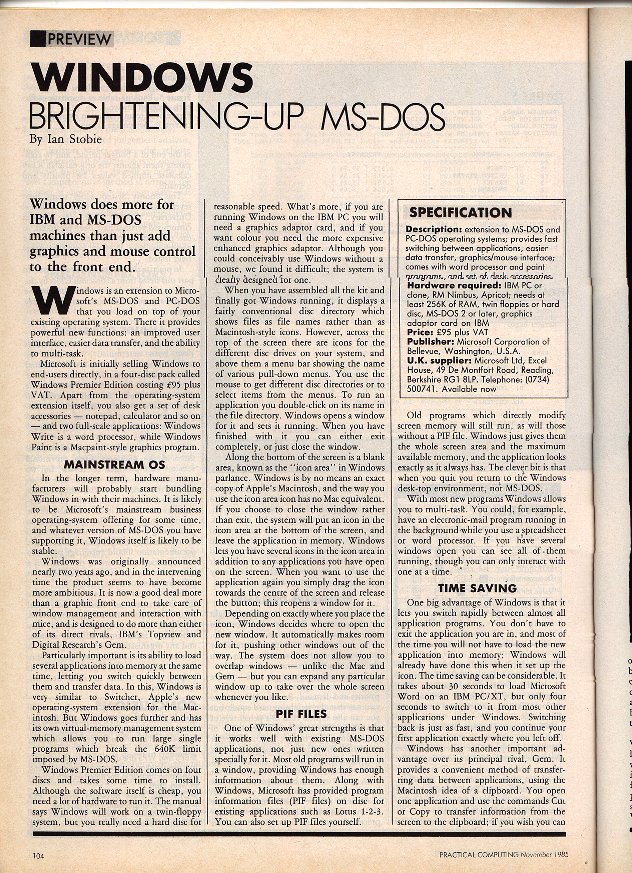 PREVIEW
WINDOWS
BRIGHTENING-UP MS-DOS
By Ian Stobie
Windows does more for
IBM and MS-DOS
machines than just add
graphics and mouse control
to the front end.
Windows is an extension to Micro-
soft's MS-DOS and PC-DOS
that you load on top of your
existing operating system. There it provides
powerful new functions: an improved user
interface, easier data transfer, and the ability
to multi-task.
Microsoft is initially selling Windows to
end-users directly, in a four-disc pack called
Windows Premier Edition costing £95 plus
VAT. Apart from the operating-system
extension itself, you also get a set of desk
accessories — notepad, calculator and so on
— and two full-scale applications: Windows
Write is a word processor, while Windows
Paint is a Macpaint-style graphics program.
MAINSTREAM OS
In the longer term, hardware manu-
facturers will probably start bundling
Windows in with their machines. It is likely
to be Microsoft's mainstream business
operating-system offering for some time,
and whatever version of MS-DOS you have
supporting it, Windows itself is likely to be
stable.
Windows was originally announced
nearly two years ago, and in the intervening
time the product seems to have become
more ambitious. It is now a good deal more
than a graphic front end to take care of
window management and interaction with
mice, and is designed to do more than either
of its direct rivals, IBM's Topview and
Digital Research's Gem.
Particularly important is its ability to load
several applications into memory at the same
time, letting you switch quickly between
them and transfer data. In this, Windows is
very similar to Switcher, Apple's new
operating-system extension for the Mac-
intosh. But Windows goes further and has
its own virtual-memory management system
which allows you to run large single
programs which break the 640K limit
imposed by MS-DOS.
Windows Premier Edition comes on four
discs and takes some time to install.
Although the software itself is cheap, you
need a lot of hardware to run it. The manual
says Windows will work on a twin-floppy
system, but you really need a hard disc for
reasonable speed. What's more, if you are
running Windows on the IBM PC you will
need a graphics adaptor card, and if you
want colour you need the more expensive
enhanced graphics adaptor. Although you
could conceivably use Windows without a
mouse, we found it difficult; the system is
clearly designed for one.
When you have assembled all the kit and
finally got Windows running, it displays a
fairly conventional disc directory which
shows files as file names rather than as
Macintosh-style icons. However, across the
top of the screen there are icons for the
different disc drives on your system, and
above them a menu bar showing the name
of various pull-down menus. You use the
mouse to get different disc directories or to
select items from the menus. To run an
application you double-click on its name in
the file directory. Windows opens a window
for it and sets it running. When you have
finished with it you can either exit
completely, or just close the window.
Along the bottom of the screen is a blank
area, known as the "icon area" in Windows
parlance. Windows is by no means an exact
copy of Apple's Macintosh, and the way you
use the icon area icon has no Mac equivalent.
If you choose to close the window rather
than exit, the system will put an icon in the
icon area at the bottom of the screen, and
leave the application in memory. Windows
lets you have several icons in the icon area in
addition to any applications you have open
on the screen. When you want to use the
application again you simply drag the icon
towards the centre of the screen and release
the button; this reopens a window for it.
Depending on exactly where you place the
icon, Windows decides where to open the
new window. It automatically makes room
for it, pushing other windows out of the
way. The system does not allow you to
overlap windows — unlike the Mac and
Gem — but you can expand any particular
window up to take over the whole screen
whenever you like.
PIF FILES
One of Windows' great strengths is that
it works well with existing MS-DOS
applications, not just new ones written
specially for it. Most old programs will run in
a window, providing Windows has enough
information about them. Along with
Windows, Microsoft has provided program
information files (PIF files) on disc for
existing applications such as Lotus 1-2-3.
You can also set up PIF files yourself.
SPECIFICATION
Description: extension to MS-DOS and
PC-DOS operating systems; provides fast
switching between applications, easier
data transfer, graphics/mouse interface;
comes with word processor and paint
programs, and set of desk accessories
Hardware required: IBM PC or
clone, RM Nimbus, Apricot; needs at
least 256K of RAM, twin floppies or hard
disc, MS-DOS 2 or later, graphics
adaptor card on IBM
Price: £95 plus VAT
Publisher: Microsoft Corporation of
Bellevue, Washington, U.S.A.
U.K. supplier: Microsoft Ltd, Excel
House, 49 De Montfort Road, Reading,
Berkshire RG1 8LP. Telephone: (0734)
500741. Available now
Old programs which directly modify
screen memory will still run, as will those
without a PIF file. Windows just gives them
the whole screen area and the maximum
available memory, and the application looks
exactly as it always has. The clever bit is that
when you quit you return to the Windows
desk-top environment, not MS-DOS.
With most new programs Windows allows
you to multi-task. You could, for example,
have an electronic-mail program running in
the background while you use a spreadsheet
or word processor. If you have several
windows open you can see all of them
running, though you can only interact with
one at a time.
TIME SAVING
One big advantage of Windows is that it
lets you switch rapidly between almost all
application programs. You don't have to
exit the application you are in, and most of
the time you will not have to load the new
application into memory: Windows will
already have done this when it set up the
icon. The time saving can be considerable. It
takes about 30 seconds to load Microsoft
Word on an IBM PC/XT, but only four
seconds to switch to it from most other
applications under Windows. Switching
back is just as fast, and you continue your
first application exactly where you left off.
Windows has another important ad-
vantage over its principal rival, Gem. It
provides a convenient method of transfer-
ring data between applications, using the
Macintosh idea of a clipboard. You open
one application and use the commands Cut
or Copy to transfer information from the
screen to the clipboard; if you wish you can
104
PRACTICAL COMPUTING November 1985